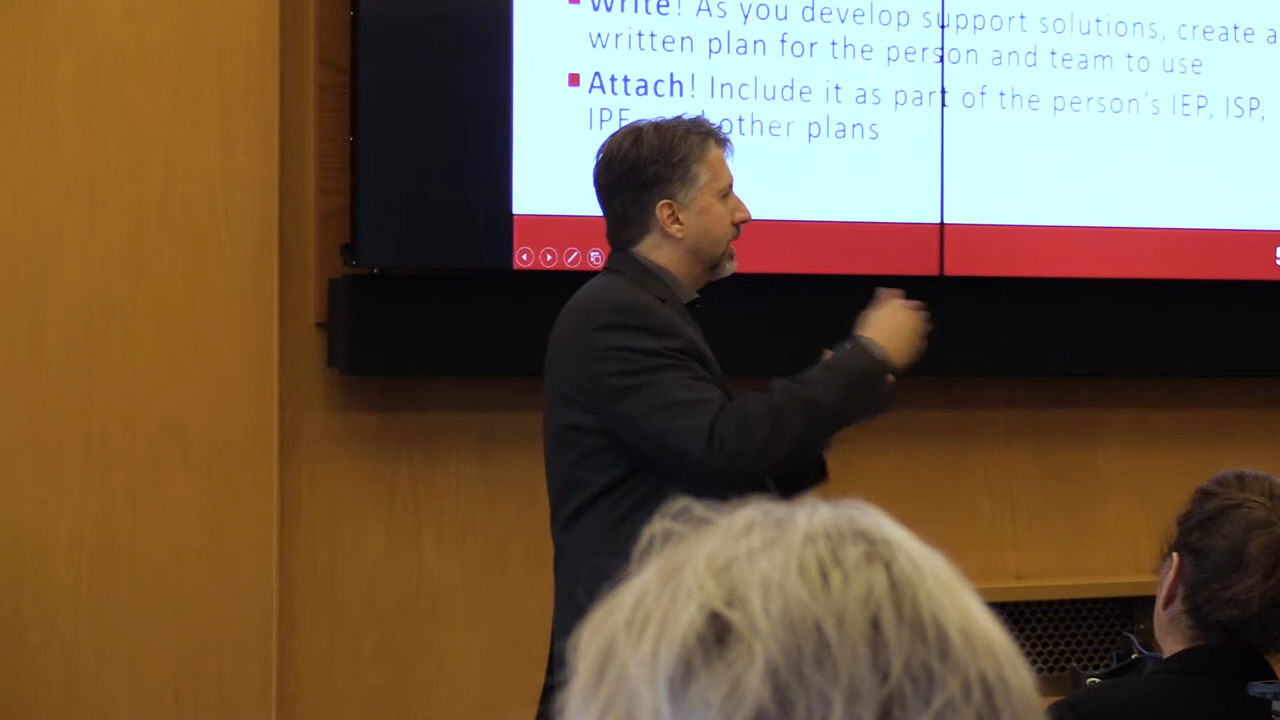 Write! As you develop support solutions, create a
written plan for the person and team to use
Attach! Include it as part of the person's IEP, ISP,
other plans